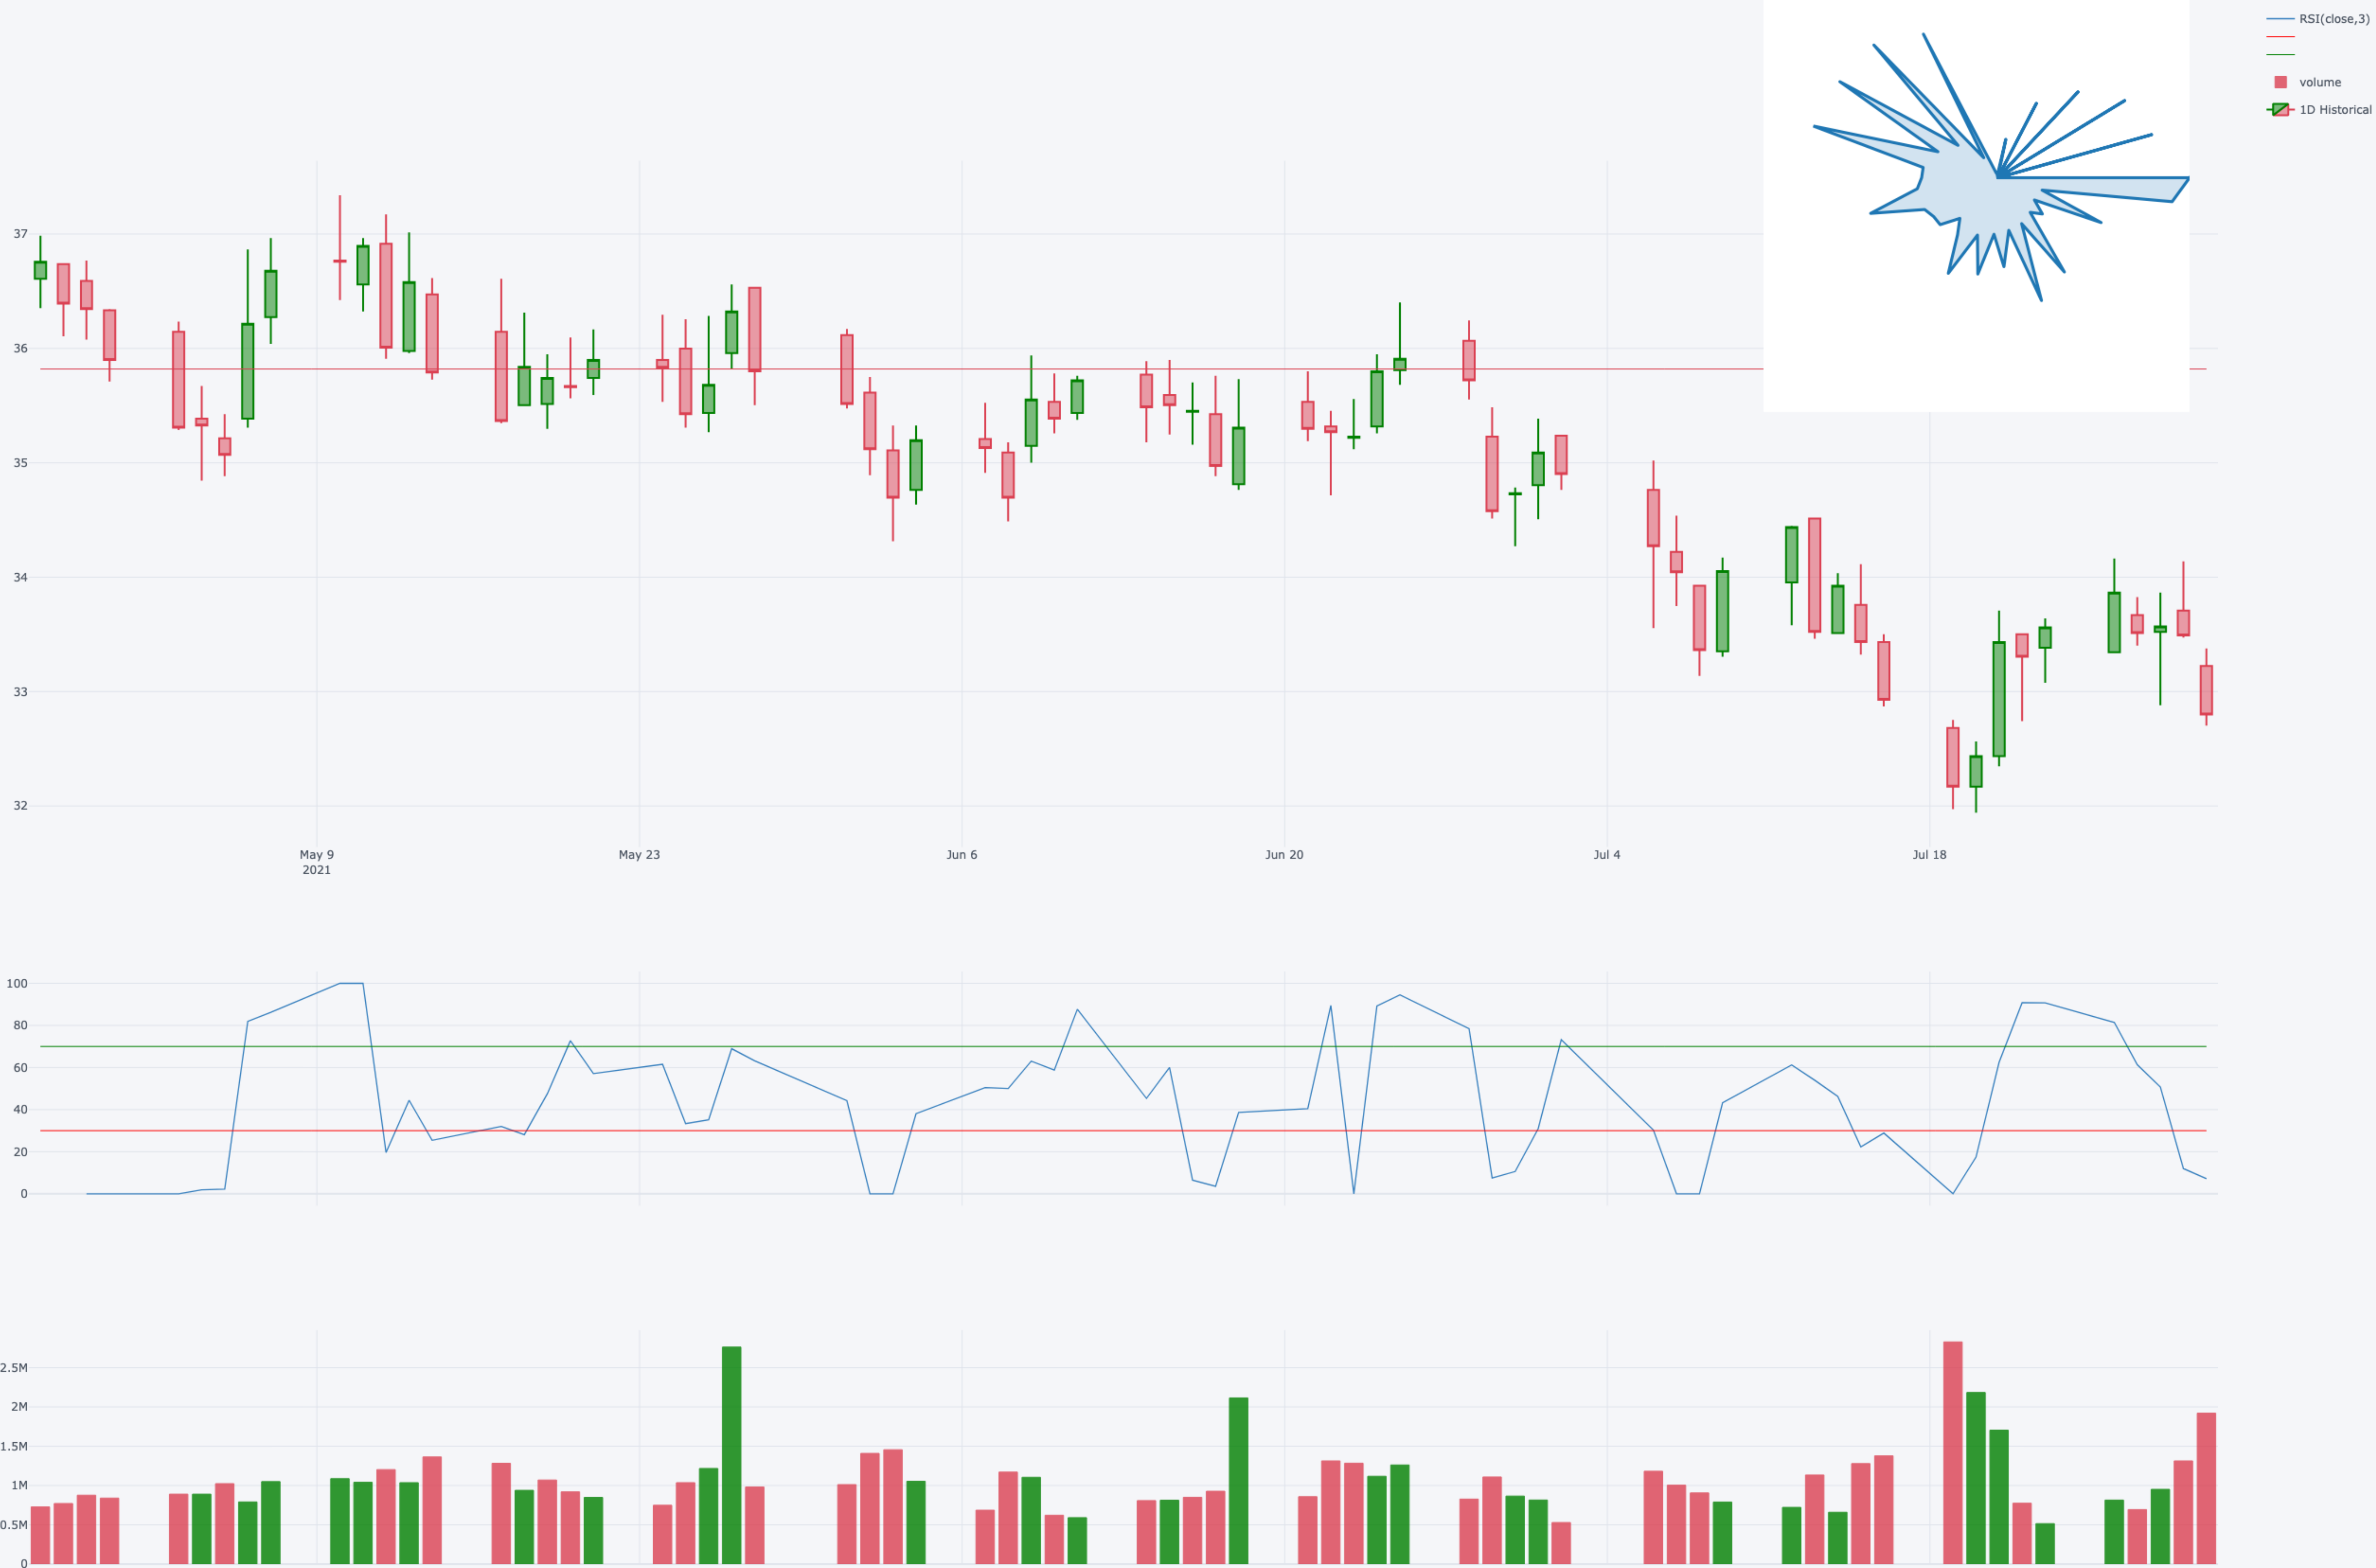 RSI(close,3)
volume
1D Historical
37
36
35
34
33
32
May 9
2021
May 23
Jun 6
Jun 20
Jul 4
Jul 18
100
80
60
40
20
0
2.5M
2M
1.5M
1M
0.5M
0